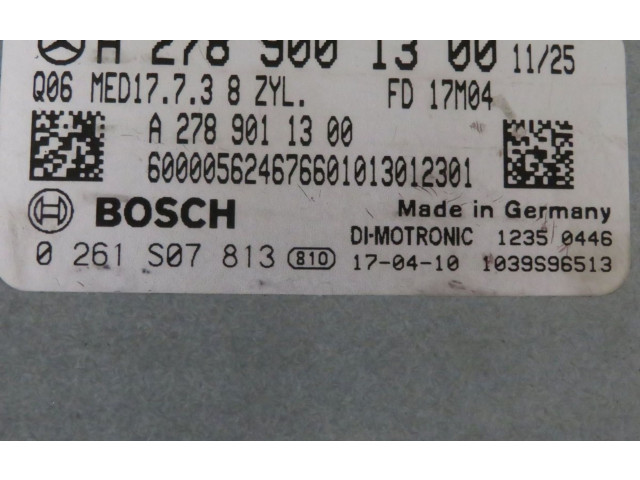 A 278 900 13 00 11/25
Q06 MED17.7.3 8 ZYL. FD 17M04
A 278 901 13 00
600005624676601013012301
BOSCH
Made in Germany
DI-MOTRONIC 1235 0446
0 261 S07 813 810 17-04-10 1039S96513